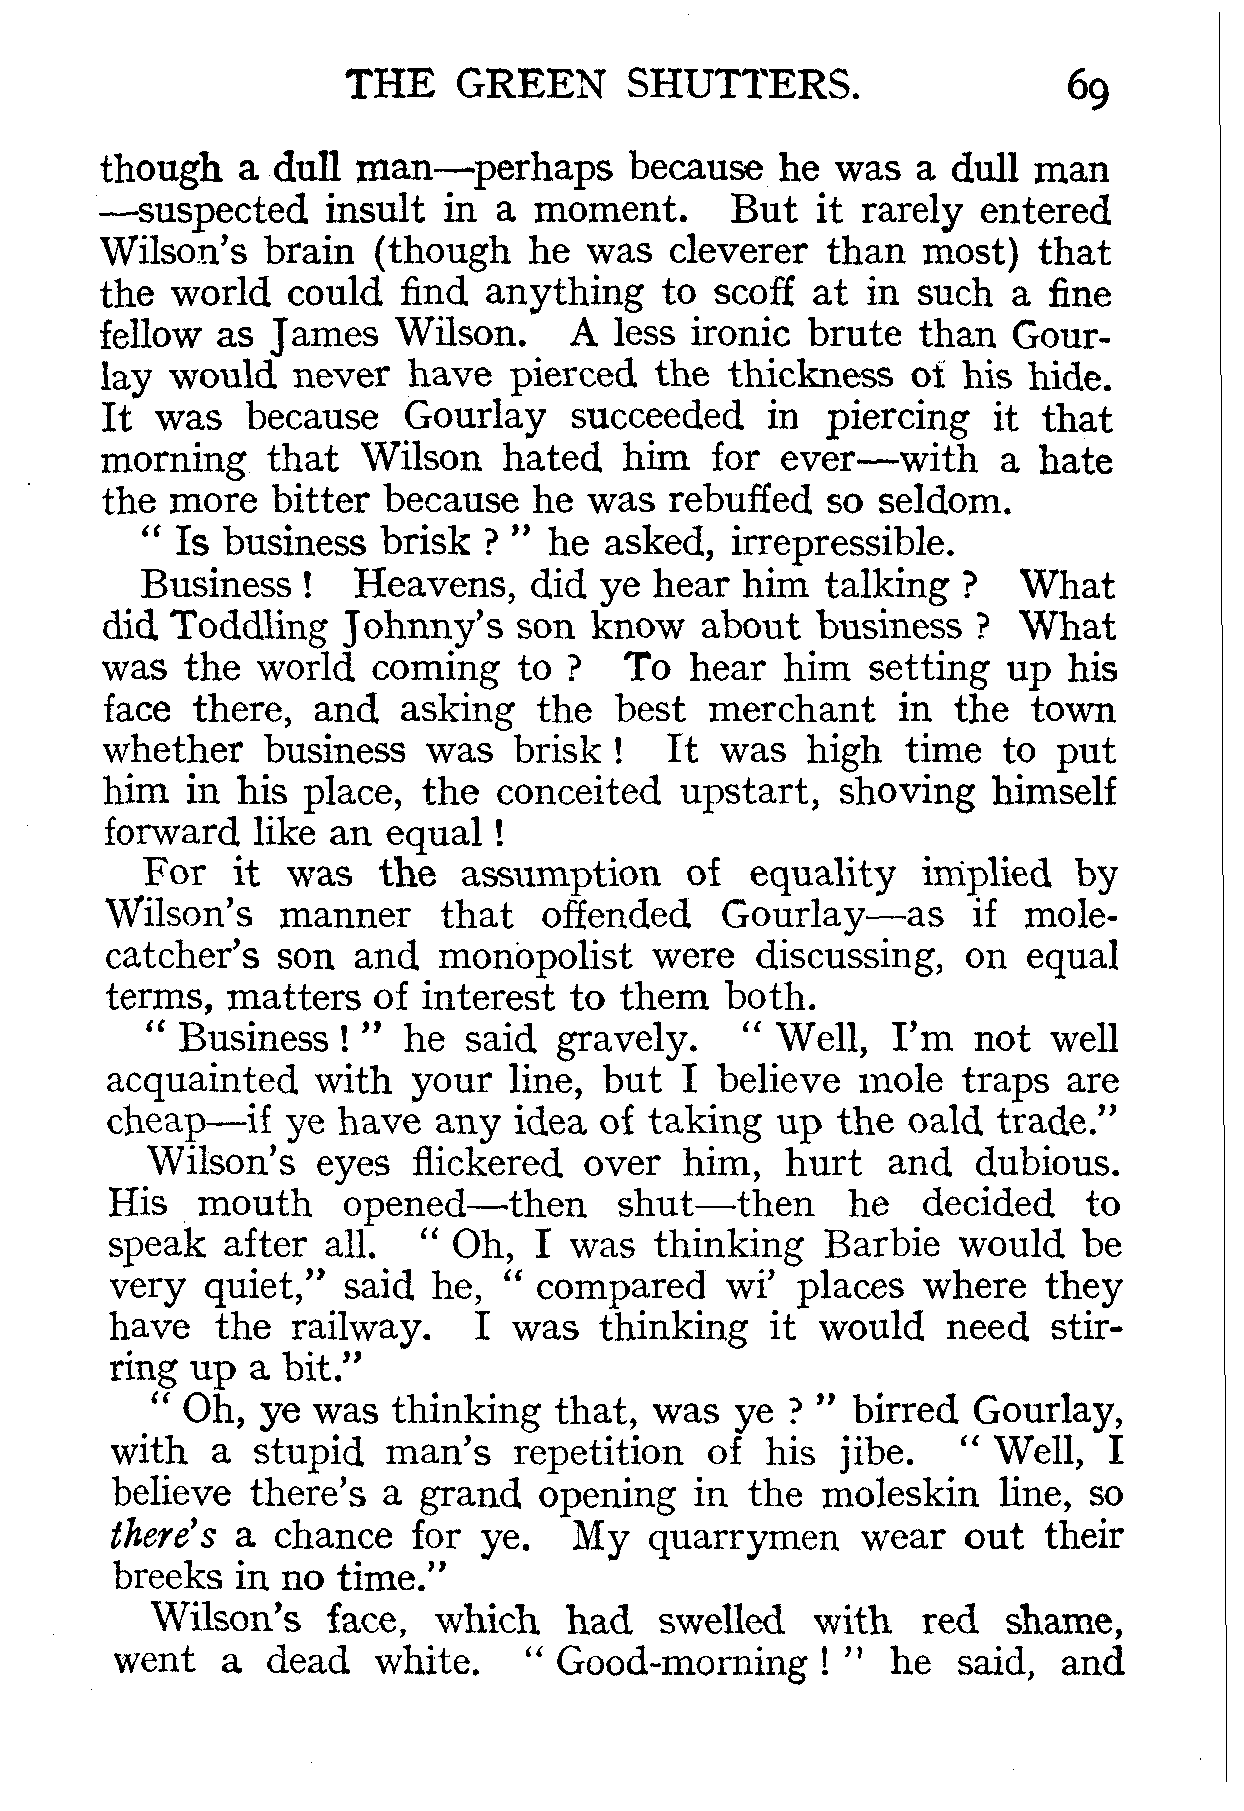 THE GREEN SHUTTERS. 69
though a dull man—perhaps because he was a dull man
—suspected insult in a moment. But it rarely entered
Wilson's brain (though he was cleverer than most) that
the world could find anything to scoff at in such a fine
fellow as James Wilson. A less ironic brute than Gour-
lay would never have pierced the thickness of his hide.
It was because Gourlay succeeded in piercing it that
morning that Wilson hated him for ever—with a hate
the more bitter because he was rebuffed so seldom.
“ Is business brisk ? ” he asked, irrepressible.
Business ! Heavens, did ye hear him talking ? What
did Toddling Johnny's son know about business ? What
was the world coming to ? To hear him setting up his
face there, and asking the best merchant in the town
whether business was brisk ! It was high time to put
him in his place, the conceited upstart, shoving himself
forward like an equal !
For it was the assumption of equality implied by
Wilson's manner that offended Gourlay—as if mole-
catcher's son and monopolist were discussing, on equal
terms, matters of interest to them both.
“ Business ! ” he said gravely. “ Well, I'm not well
acquainted with your line, but I believe mole traps are
cheap—if ye have any idea of taking up the oald trade.”
Wilson's eyes flickered over him, hurt and dubious.
His mouth opened—then shut—then he decided to
speak after all. “ Oh, I was thinking Barbie would be
very quiet,” said he, “ compared wi' places where they
have the railway. I was thinking it would need stir-
ring up a bit.”
“ Oh, ye was thinking that, was ye ? ” birred Gourlay,
with a stupid man's repetition of his jibe. “ Well, I
believe there's a grand opening in the moleskin line, so
there's a chance for ye. My quarrymen wear out their
breeks in no time.”
Wilson's face, which had swelled with red shame,
went a dead white. “ Good-morning ! ” he said, and